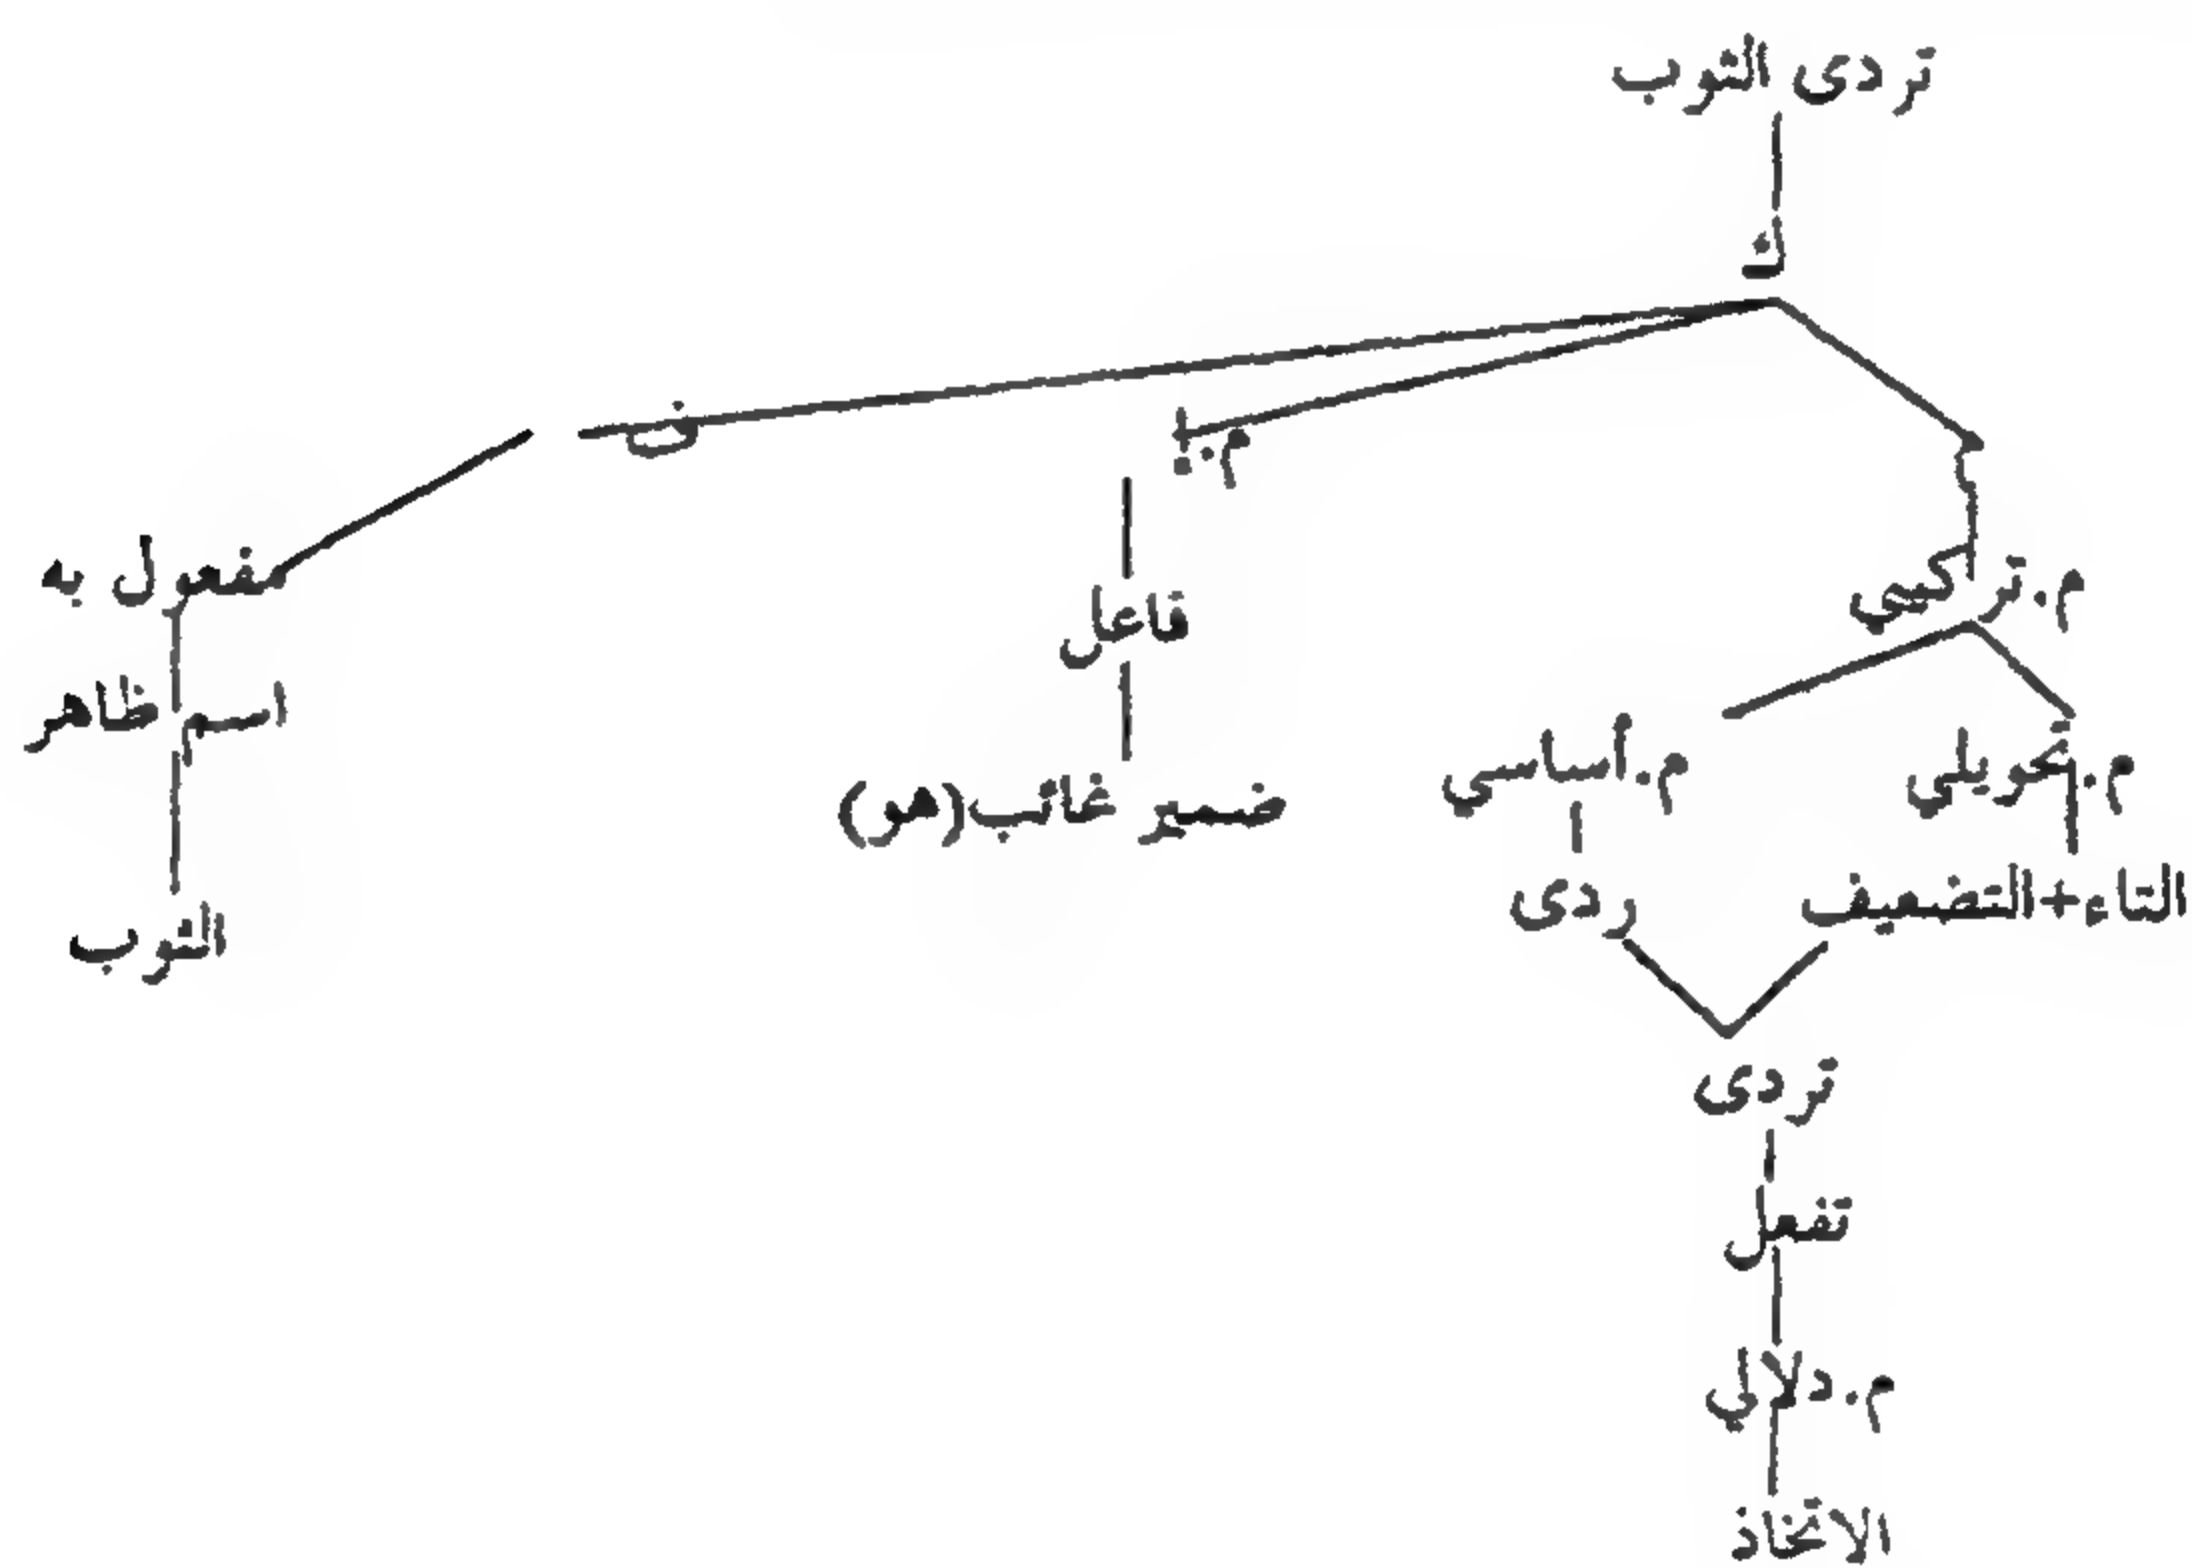 تردى الثوب
ك
م
م.إ
ف
م.تركيبي
فاعل
مفعول به
م.تحويلي
م.أساسي
ضمير غائب(هو)
اسم ظاهر
التاء+التضعيف
ردى
الثوب
تردى
تفعل
م.دلالي
الاتخاذ